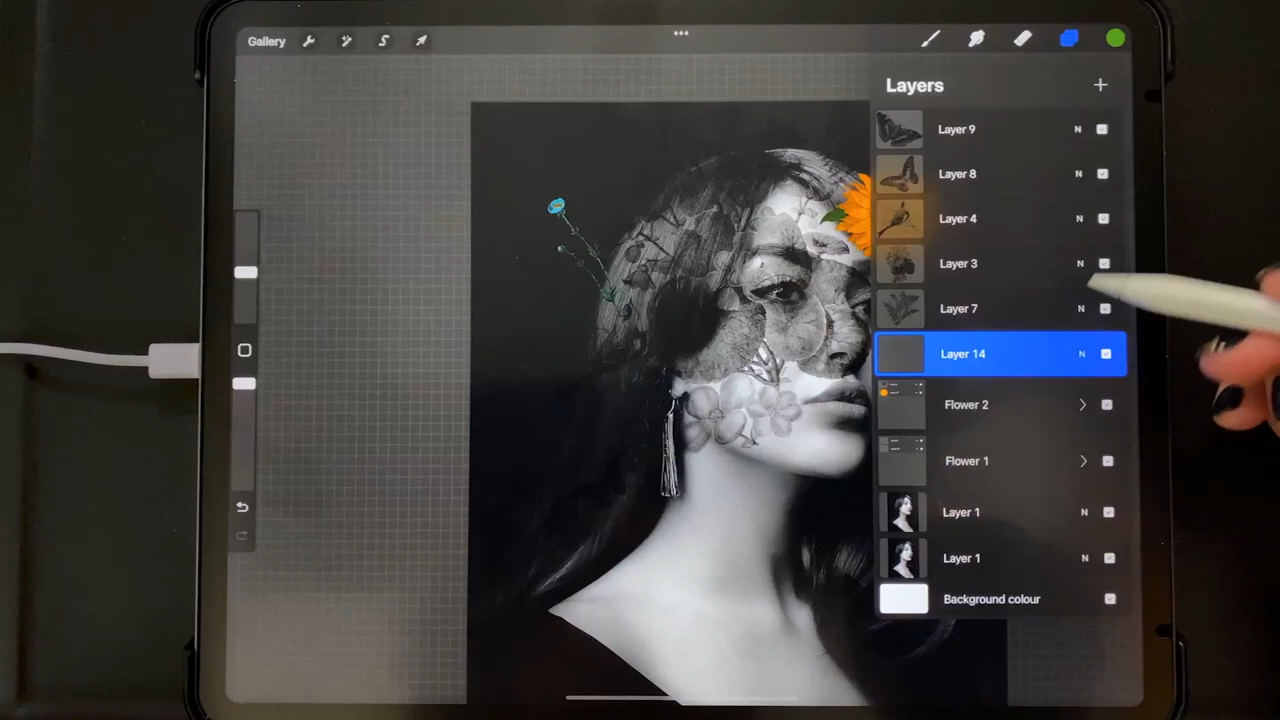 Gallery
Layers
Layer 9 N
Layer 8 N
Layer 4 N
Layer 3 N
Layer 7 N
Layer 14 N
Flower 2
Flower 1
Layer 1 N
Layer 1 N
Background colour